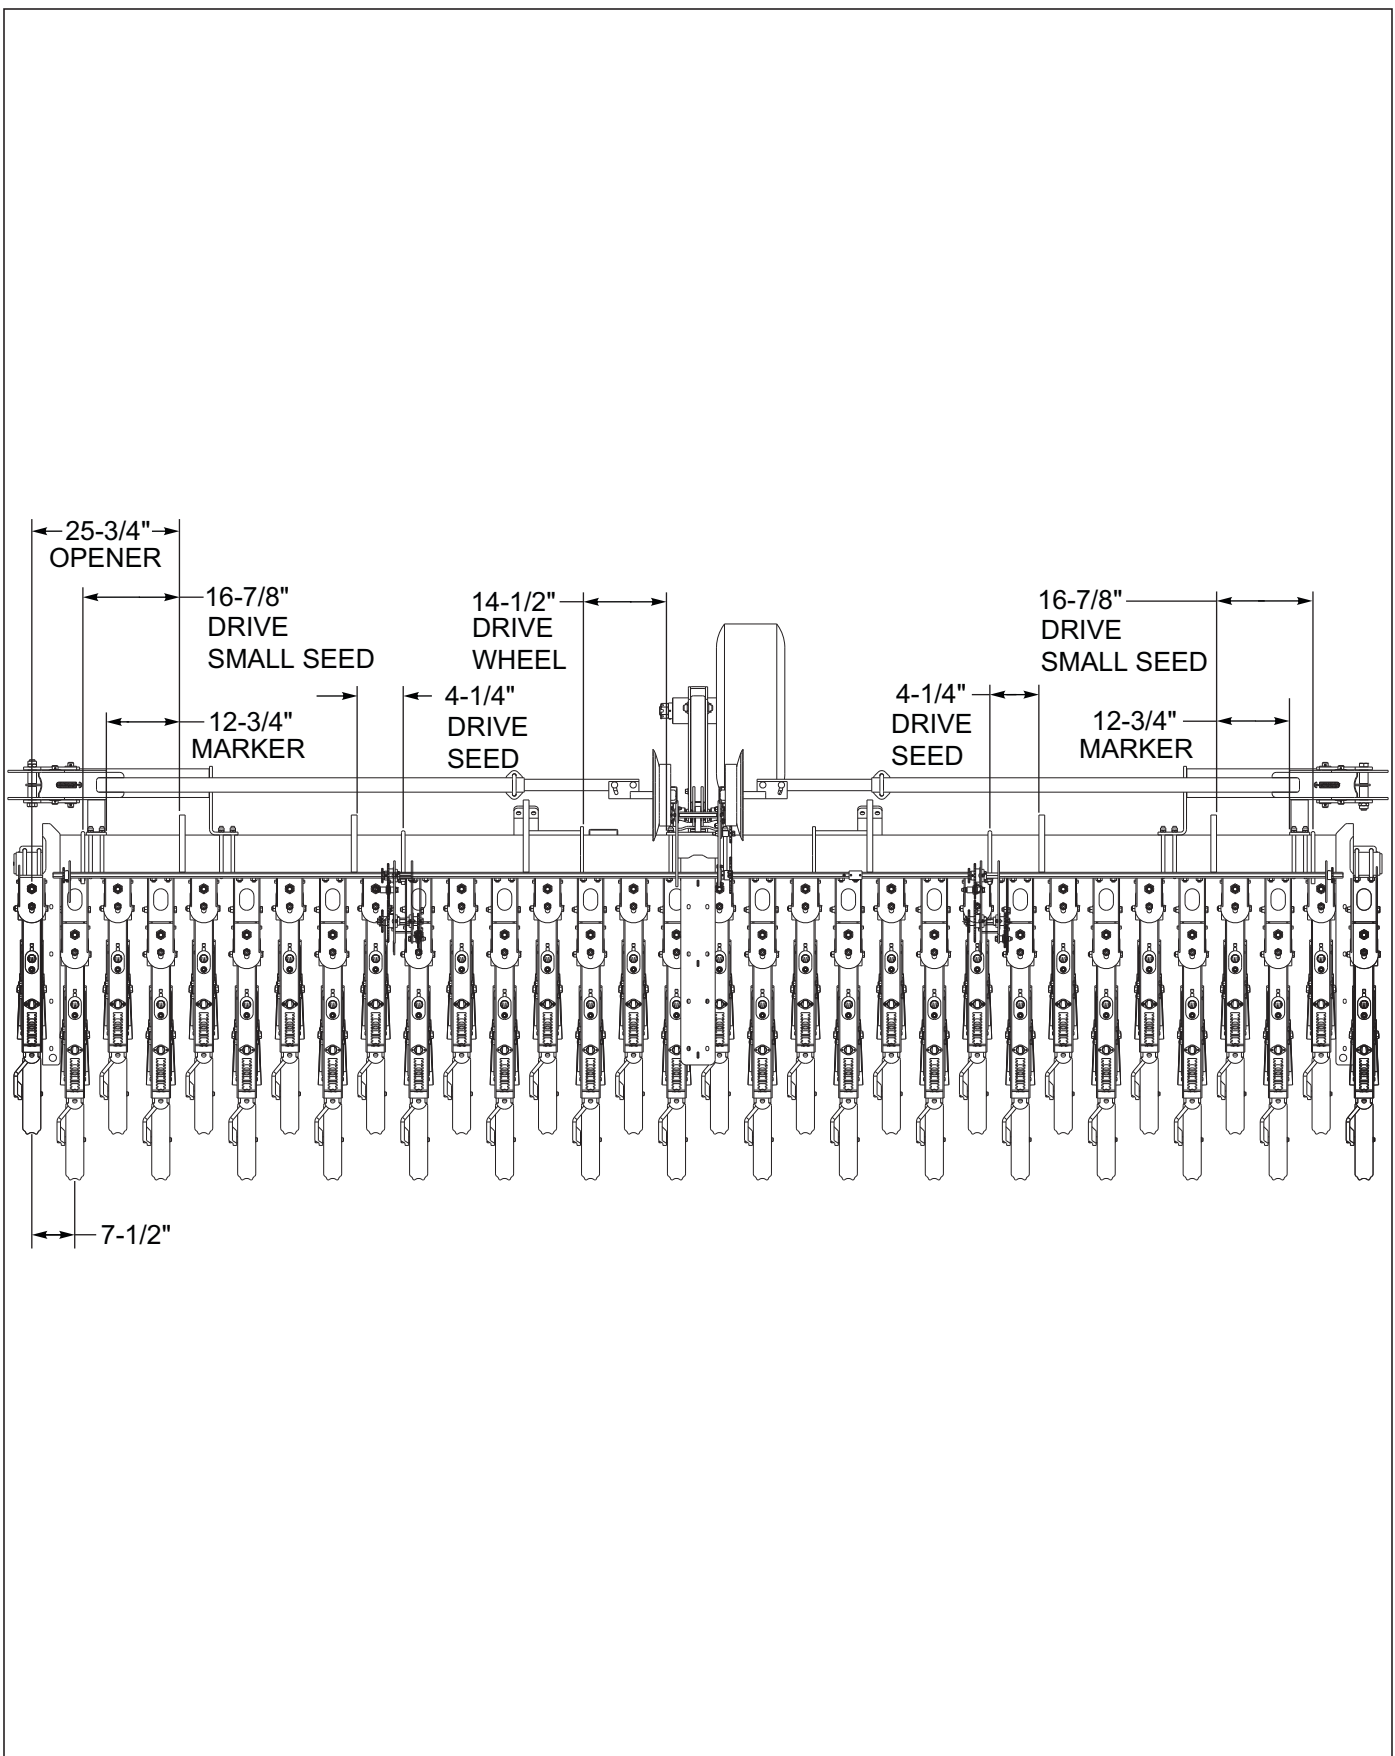 25-3/4"
OPENER
16-7/8"
DRIVE
SMALL SEED
12-3/4"
MARKER
14-1/2"
DRIVE
WHEEL
4-1/4"
DRIVE
SEED
16-7/8"
DRIVE
SMALL SEED
4-1/4"
DRIVE
SEED
12-3/4"
MARKER
7-1/2"